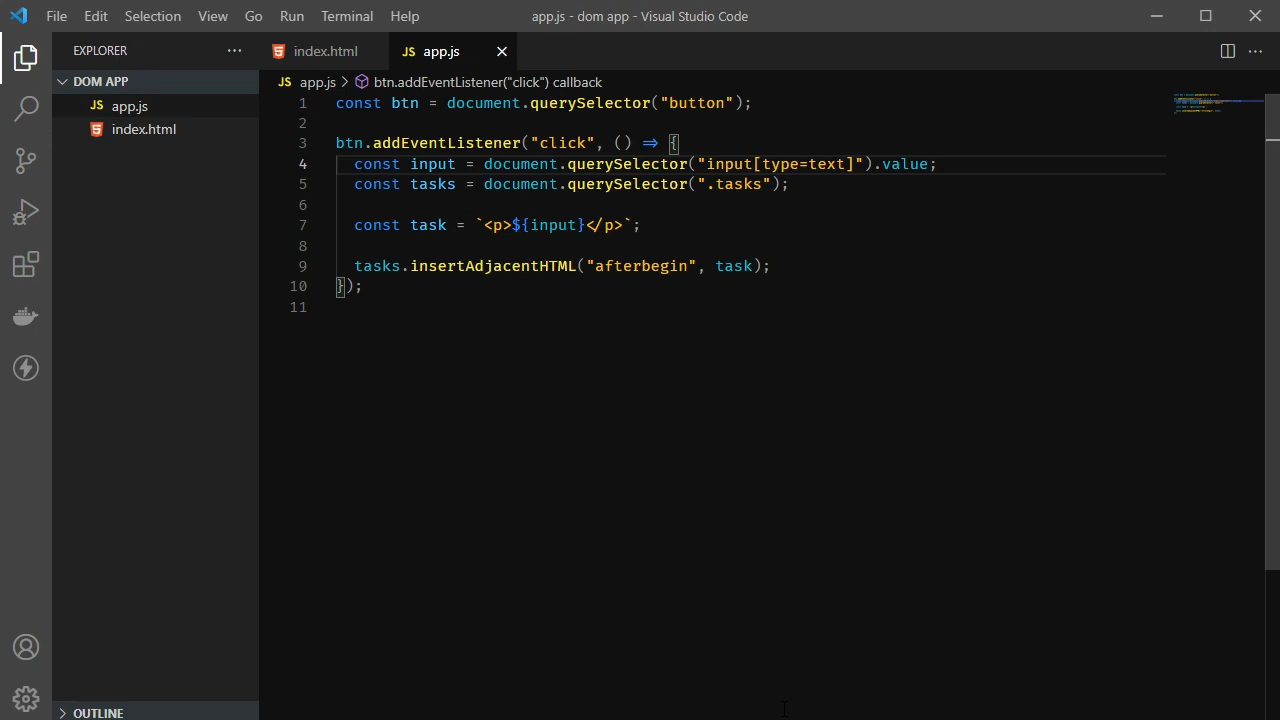 File Edit Selection View Go Run Terminal Help app.js - dom app - Visual Studio Code
EXPLORER
index.html
JS app.js
DOM APP
JS app.js
index.html
JS app.js > btn.addEventListener("click") callback
1 const btn = document.querySelector("button");
2
3 btn.addEventListener("click", () => {
4 const input = document.querySelector("input[type=text]").value;
5 const tasks = document.querySelector(".tasks");
6
7 const task = `<p>${input}</p>`;
8
9 tasks.insertAdjacentHTML("afterbegin", task);
10 });
11
OUTLINE